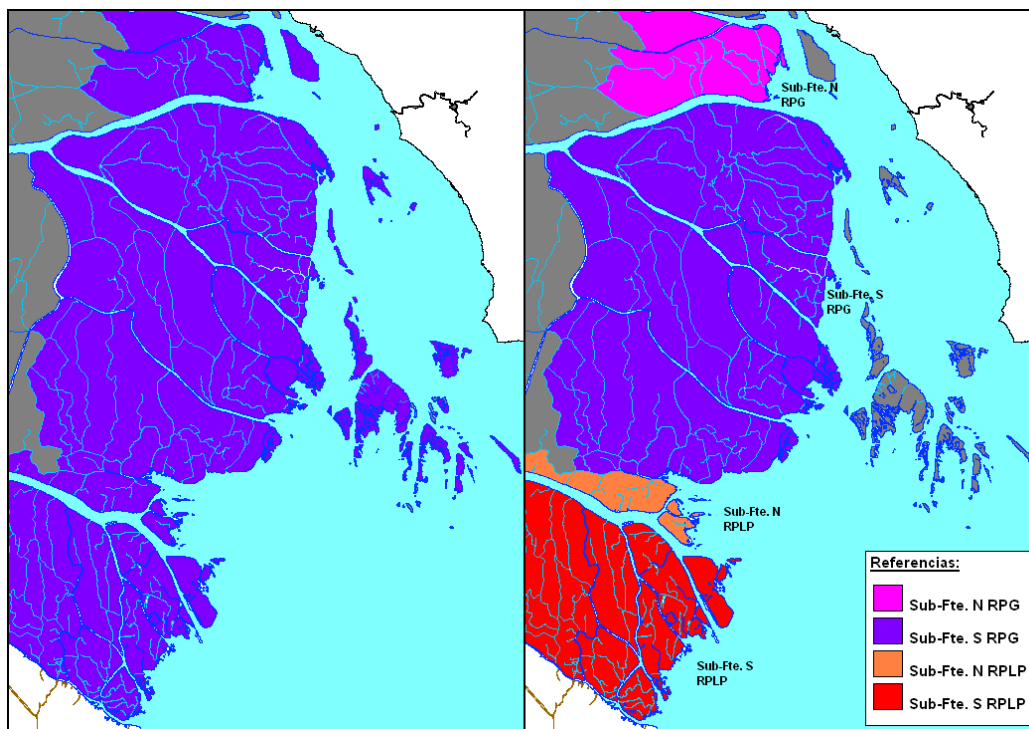 Sub-Fte. N
RPG
Sub-Fte. S
RPG
Sub-Fte. N
RPLP
Sub-Fte. S
RPLP
Referencias:
Sub-Fte. N RPG
Sub-Fte. S RPG
Sub-Fte. N RPLP
Sub-Fte. S RPLP